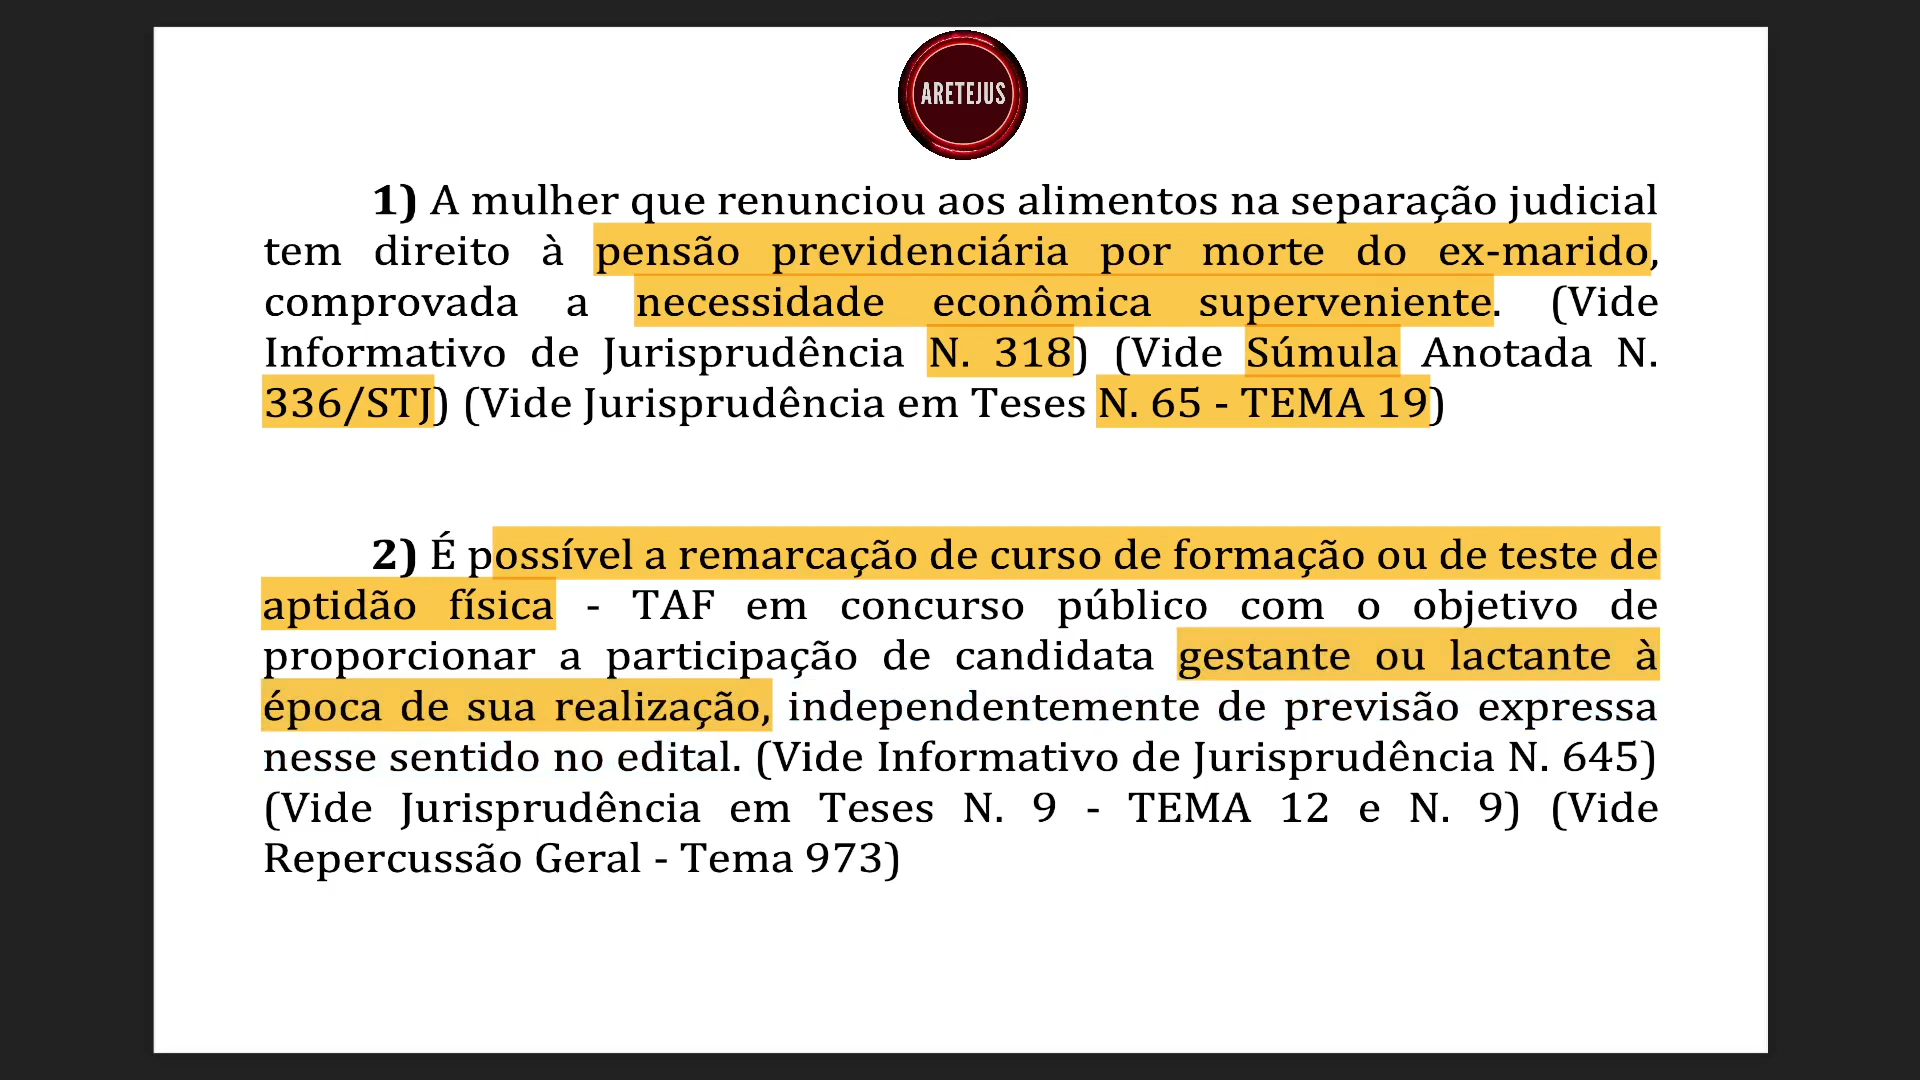 ARETEJUS
1) A mulher que renunciou aos alimentos na separação judicial
tem direito à pensão previdenciária por morte do ex-marido,
comprovada a necessidade econômica superveniente. (Vide
Informativo de Jurisprudência N. 318) (Vide Súmula Anotada N.
336/STJ) (Vide Jurisprudência em Teses N. 65 - TEMA 19)
2) É possível a remarcação de curso de formação ou de teste de
aptidão física - TAF em concurso público com o objetivo de
proporcionar a participação de candidata gestante ou lactante à
época de sua realização, independentemente de previsão expressa
nesse sentido no edital. (Vide Informativo de Jurisprudência N. 645)
(Vide Jurisprudência em Teses N. 9 - TEMA 12 e N. 9) (Vide
Repercussão Geral - Tema 973)